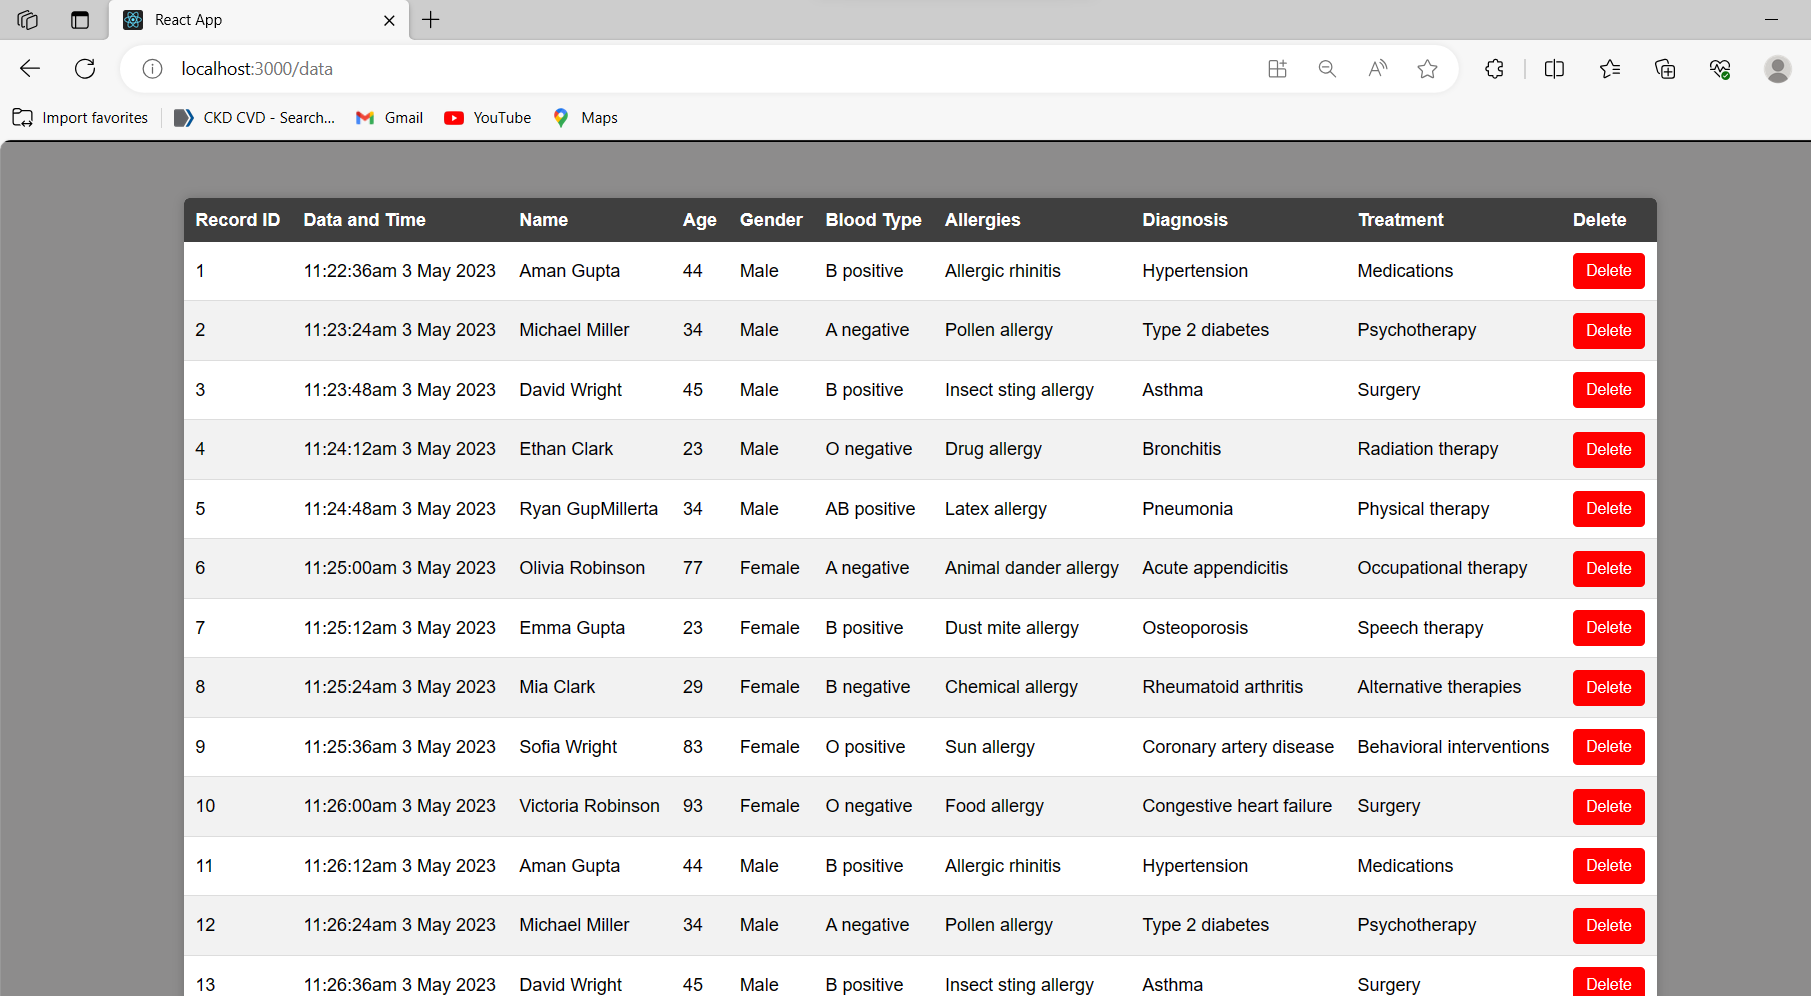 React App
localhost:3000/data
Import favorites CKD CVD - Search... Gmail YouTube Maps
Record ID Data and Time Name Age Gender Blood Type Allergies Diagnosis Treatment Delete
1 11:22:36am 3 May 2023 Aman Gupta 44 Male B positive Allergic rhinitis Hypertension Medications Delete
2 11:23:24am 3 May 2023 Michael Miller 34 Male A negative Pollen allergy Type 2 diabetes Psychotherapy Delete
3 11:23:48am 3 May 2023 David Wright 45 Male B positive Insect sting allergy Asthma Surgery Delete
4 11:24:12am 3 May 2023 Ethan Clark 23 Male O negative Drug allergy Bronchitis Radiation therapy Delete
5 11:24:48am 3 May 2023 Ryan GupMillerta 34 Male AB positive Latex allergy Pneumonia Physical therapy Delete
6 11:25:00am 3 May 2023 Olivia Robinson 77 Female A negative Animal dander allergy Acute appendicitis Occupational therapy Delete
7 11:25:12am 3 May 2023 Emma Gupta 23 Female B positive Dust mite allergy Osteoporosis Speech therapy Delete
8 11:25:24am 3 May 2023 Mia Clark 29 Female B negative Chemical allergy Rheumatoid arthritis Alternative therapies Delete
9 11:25:36am 3 May 2023 Sofia Wright 83 Female O positive Sun allergy Coronary artery disease Behavioral interventions Delete
10 11:26:00am 3 May 2023 Victoria Robinson 93 Female O negative Food allergy Congestive heart failure Surgery Delete
11 11:26:12am 3 May 2023 Aman Gupta 44 Male B positive Allergic rhinitis Hypertension Medications Delete
12 11:26:24am 3 May 2023 Michael Miller 34 Male A negative Pollen allergy Type 2 diabetes Psychotherapy Delete
13 11:26:36am 3 May 2023 David Wright 45 Male B positive Insect sting allergy Asthma Surgery Delete